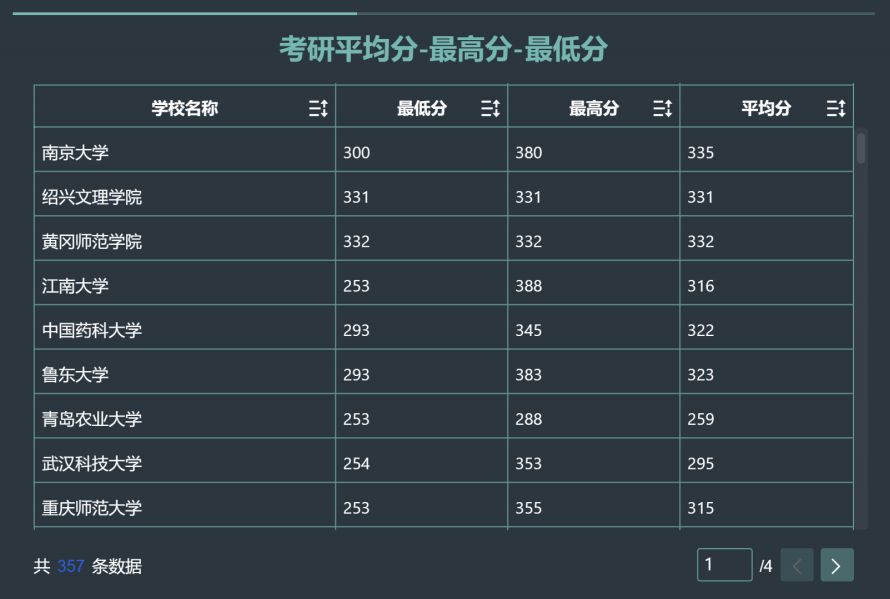 考研平均分-最高分-最低分
学校名称 最低分 最高分 平均分
南京大学 300 380 335
绍兴文理学院 331 331 331
黄冈师范学院 332 332 332
江南大学 253 388 316
中国药科大学 293 345 322
鲁东大学 293 383 323
青岛农业大学 253 288 259
武汉科技大学 254 353 295
重庆师范大学 253 355 315
共 357 条数据 1 /4